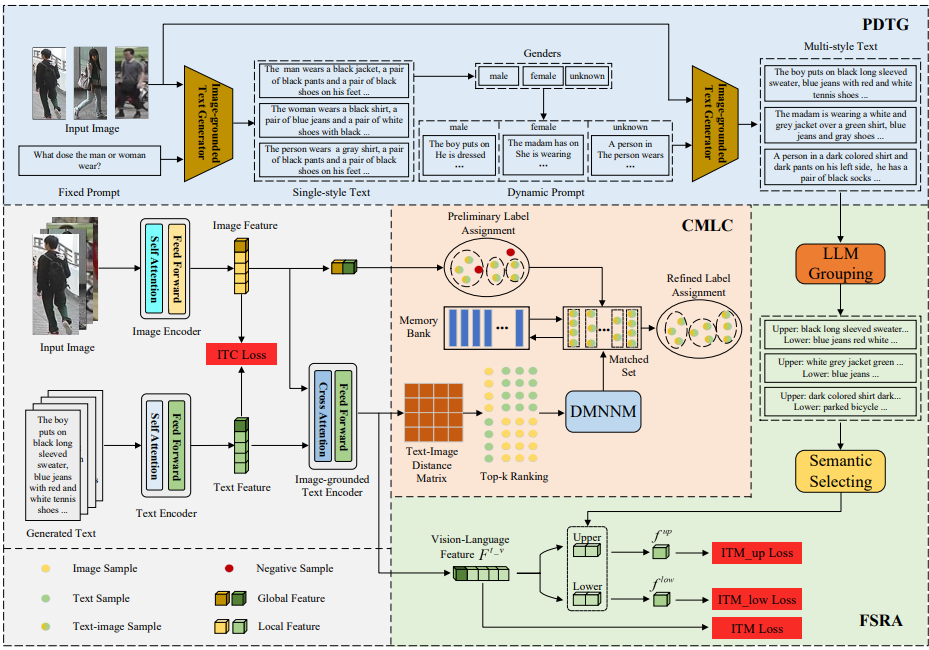 PDTG
Input Image
What dose the man or woman
wear?
Fixed Prompt
Image-grounded
Text Generator
The man wears a black jacket, a pair
of black pants and a pair of black
shoes on his feet ...
The woman wears a black shirt, a
pair of blue jeans and a pair of white
shoes with black ...
The person wears a gray shirt, a pair
of black pants and a pair of black
shoes on his feet ...
Single-style Text
Genders
male
female
unknown
male
The boy puts on
He is dressed
...
female
The madam has on
She is wearing
...
unknown
A person in
The person wears
...
Dynamic Prompt
Image-grounded
Text Generator
Multi-style Text
The boy puts on black long sleeved
sweater, blue jeans with red and white
tennis shoes ...
The madam is wearing a white and
grey jacket over a green shirt, blue
jeans and gray shoes ...
A person in a dark colored shirt and
dark pants on his left side, he has a
pair of black socks ...
Input Image
Self Attention
Feed Forward
Image Encoder
Image Feature
ITC Loss
The boy
puts on
black long
sleeved
sweater,
blue jeans
with red and
white tennis
shoes ...
Generated Text
Self Attention
Feed Forward
Text Encoder
Text Feature
Cross Attention
Feed Forward
Image-grounded
Text Encoder
CMLC
Preliminary Label
Assignment
Memory
Bank
...
Matched
Set
Refined Label
Assignment
Text-Image
Distance
Matrix
Top-k Ranking
DMNNM
LLM
Grouping
Upper: black long sleeved sweater...
Lower: blue jeans red white ...
Upper: white grey jacket green ...
Lower: blue jeans ...
Upper: dark colored shirt dark...
Lower: parked bicycle ...
Semantic
Selecting
Vision-Language
Feature F^{t_v}
Upper
Lower
f^{up}
f^{low}
ITM_up Loss
ITM_low Loss
ITM Loss
FSRA
Image Sample
Negative Sample
Text Sample
Global Feature
Text-image Sample
Local Feature